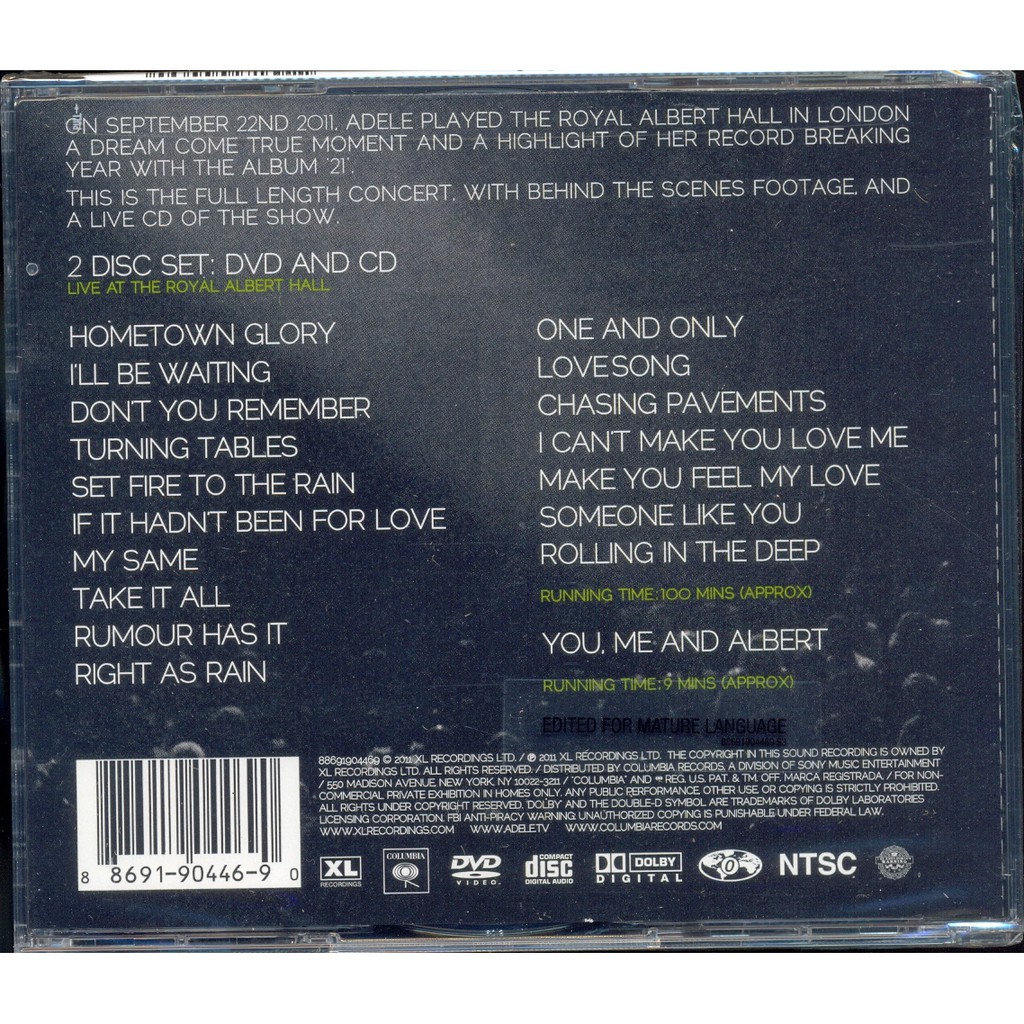 ON SEPTEMBER 22ND 2011, ADELE PLAYED THE ROYAL ALBERT HALL IN LONDON
A DREAM COME TRUE MOMENT AND A HIGHLIGHT OF HER RECORD BREAKING
YEAR WITH THE ALBUM '21'.
THIS IS THE FULL LENGTH CONCERT, WITH BEHIND THE SCENES FOOTAGE, AND
A LIVE CD OF THE SHOW.
2 DISC SET: DVD AND CD
LIVE AT THE ROYAL ALBERT HALL
HOMETOWN GLORY
I'LL BE WAITING
DON'T YOU REMEMBER
TURNING TABLES
SET FIRE TO THE RAIN
IF IT HADN'T BEEN FOR LOVE
MY SAME
TAKE IT ALL
RUMOUR HAS IT
RIGHT AS RAIN
ONE AND ONLY
LOVESONG
CHASING PAVEMENTS
I CAN'T MAKE YOU LOVE ME
MAKE YOU FEEL MY LOVE
SOMEONE LIKE YOU
ROLLING IN THE DEEP
RUNNING TIME: 100 MINS (APPROX)
YOU, ME AND ALBERT
RUNNING TIME: 9 MINS (APPROX)
EDITED FOR MATURE LANGUAGE
88691904469 © 2011 XL RECORDINGS LTD. / ℗ 2011 XL RECORDINGS LTD. THE COPYRIGHT IN THIS SOUND RECORDING IS OWNED BY
XL RECORDINGS LTD. ALL RIGHTS RESERVED. / DISTRIBUTED BY COLUMBIA RECORDS, A DIVISION OF SONY MUSIC ENTERTAINMENT
/ 550 MADISON AVENUE, NEW YORK, NY 10022-3211 / "COLUMBIA" AND ™ REG. U.S. PAT. & TM. OFF. MARCA REGISTRADA. / FOR NON-
COMMERCIAL PRIVATE EXHIBITION IN HOMES ONLY. ANY PUBLIC PERFORMANCE, OTHER USE OR COPYING IS STRICTLY PROHIBITED.
ALL RIGHTS UNDER COPYRIGHT RESERVED. 'DOLBY' AND THE DOUBLE-D SYMBOL ARE TRADEMARKS OF DOLBY LABORATORIES
LICENSING CORPORATION. FBI ANTI-PIRACY WARNING: UNAUTHORIZED COPYING IS PUNISHABLE UNDER FEDERAL LAW.
WWW.XLRECORDINGS.COM WWW.ADELE.TV WWW.COLUMBIARECORDS.COM
8 8691-90446-9 0
XL RECORDINGS
COLUMBIA
DVD VIDEO
COMPACT disc DIGITAL AUDIO
DOLBY DIGITAL
0
NTSC